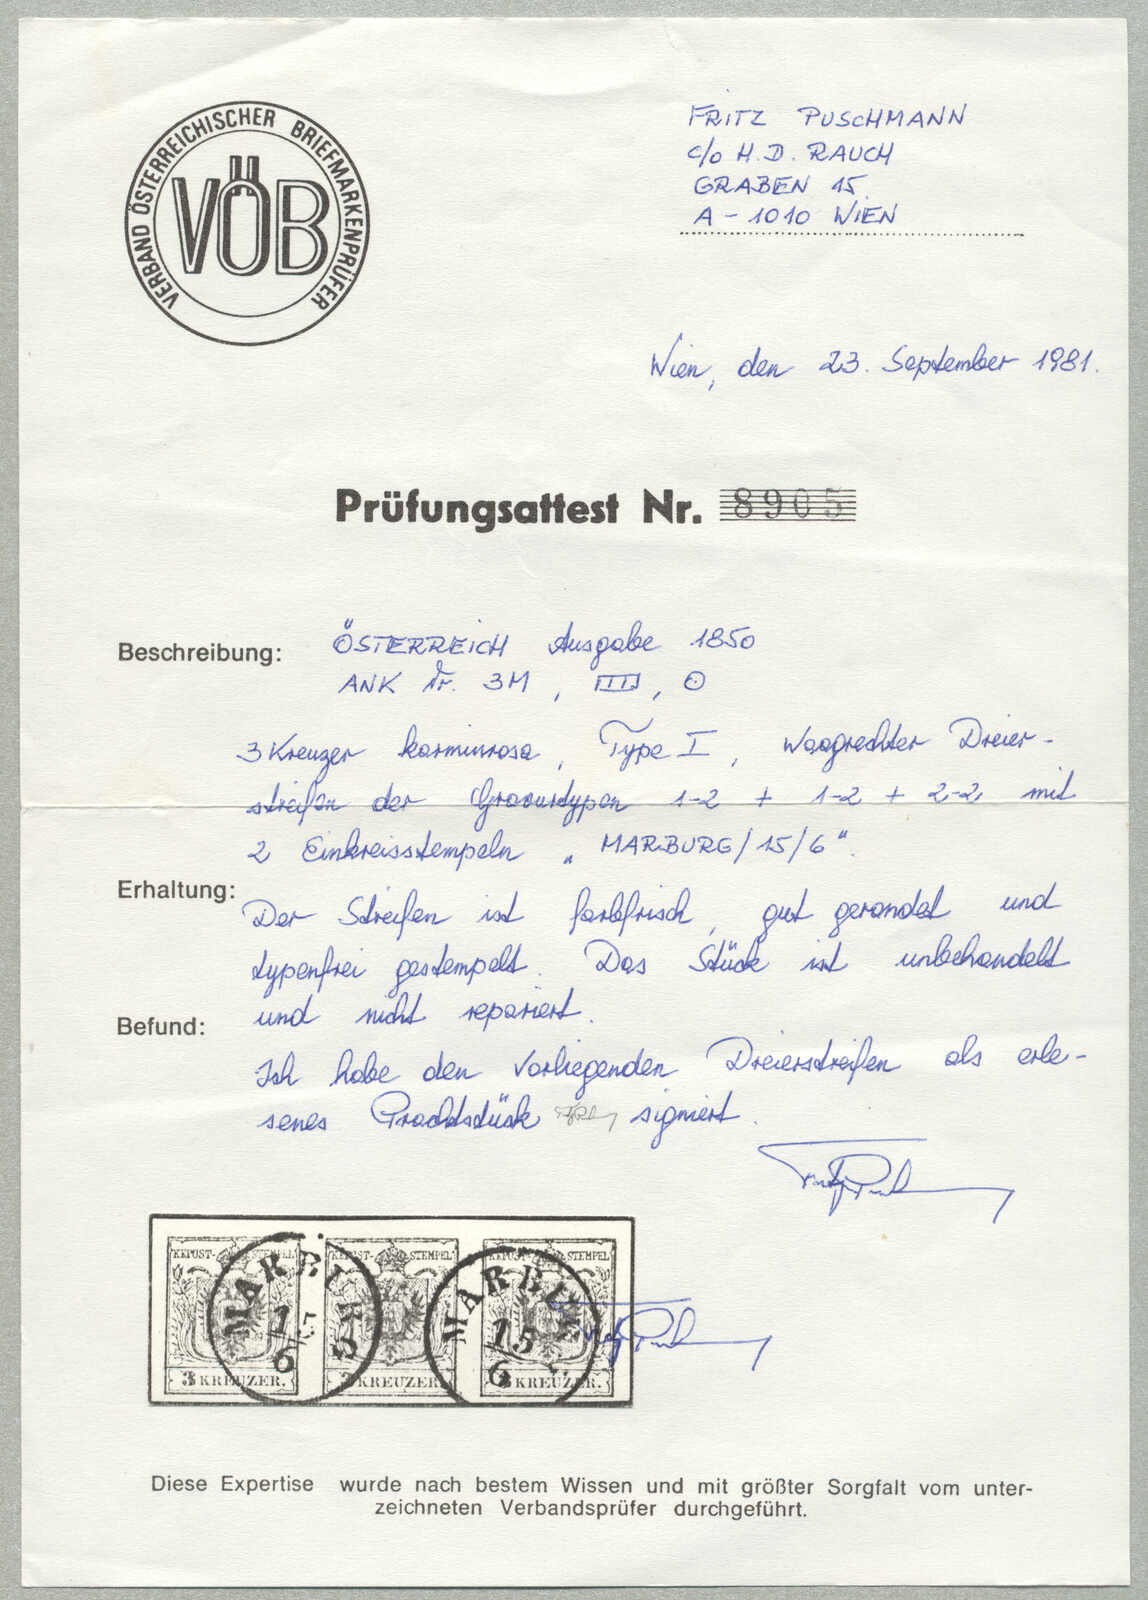 VERBAND ÖSTERREICHISCHER BRIEFMARKENPRÜFER
VÖB
FRITZ PUSCHMANN
c/o H.D. RAUCH
GRABEN 15
A - 1010 WIEN
Wien, den 23. September 1981.
Prüfungsattest Nr. 8905
Beschreibung: ÖSTERREICH Ausgabe 1850
ANK Nr. 3M, ⊙
3 Kreuzer karminrosa, Type I, waagrechter Dreier-
streifen der Gravurtypen 1-2 + 1-2 + 2-2, mit
2 Einkreisstempeln „MARBURG/15/6".
Erhaltung:
Der Streifen ist farbfrisch, gut gerandet und
typenfrei gestempelt. Das Stück ist unbehandelt
und nicht repariert.
Befund:
Ich habe den vorliegenden Dreierstreifen als erle-
senes Prachtstück signiert.
KKPOST-STEMPEL KKPOST-STEMPEL KKPOST-STEMPEL
MARBURG MARBURG
15 15
6 6
3 KREUZER. 3 KREUZER. 3 KREUZER.
Diese Expertise wurde nach bestem Wissen und mit größter Sorgfalt vom unter-
zeichneten Verbandsprüfer durchgeführt.